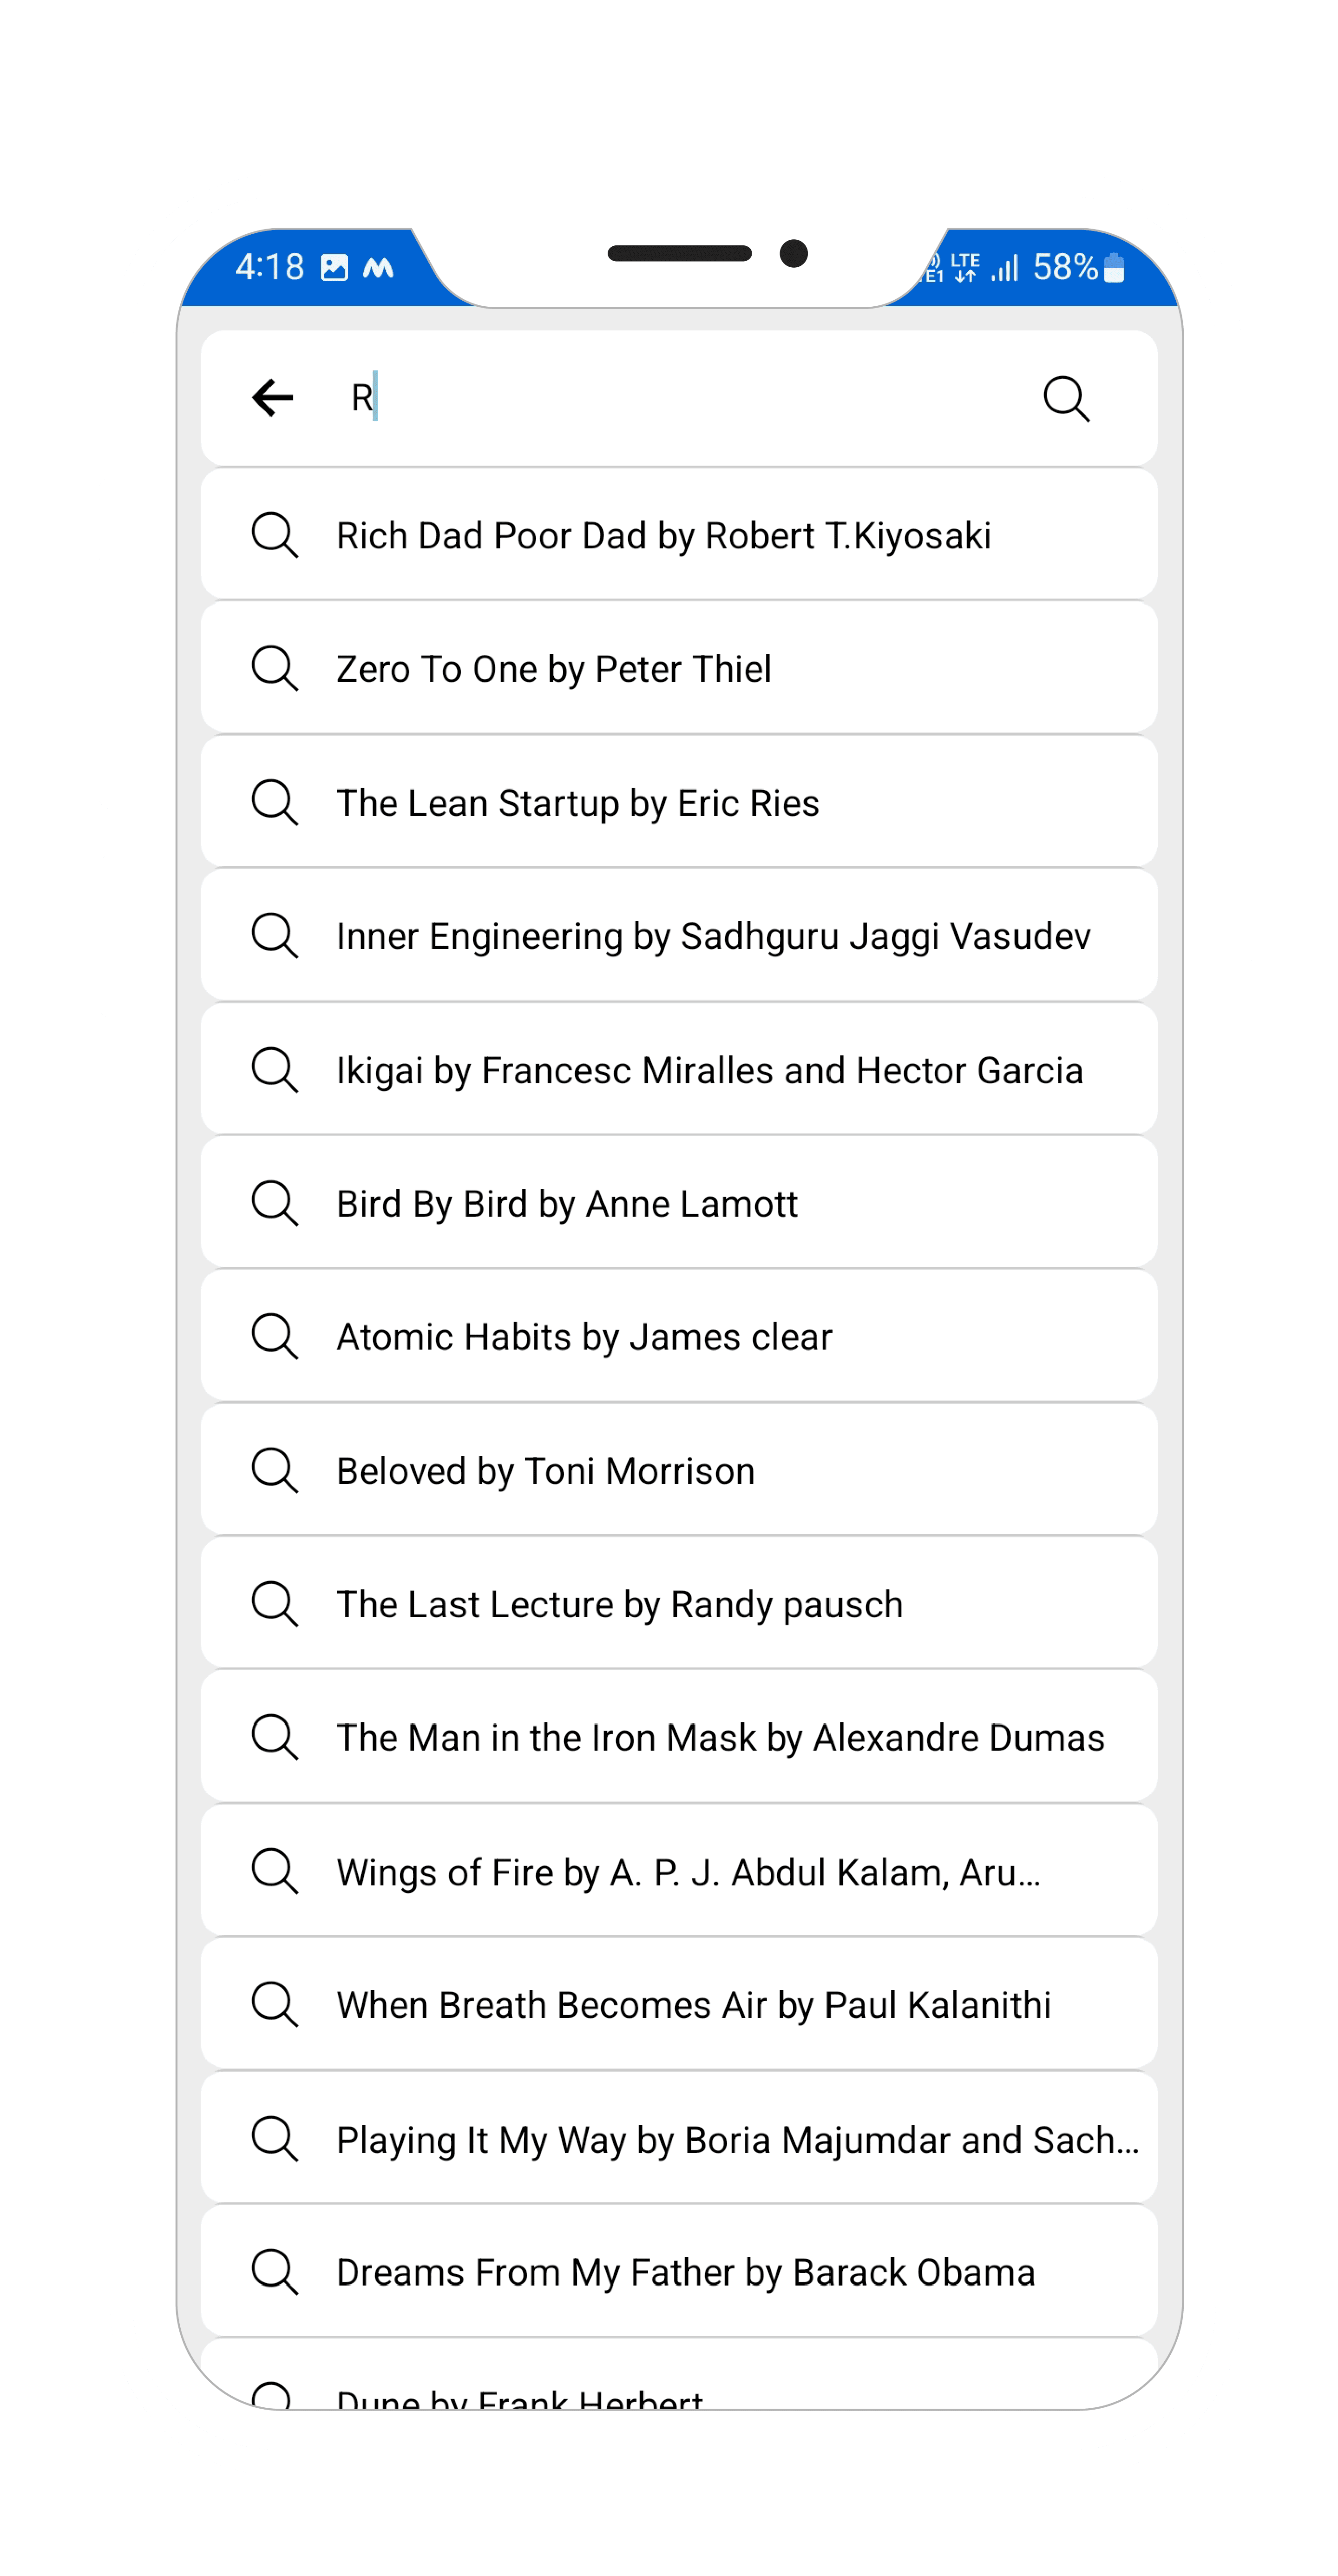 4:18 LTE E1 58%
R
Rich Dad Poor Dad by Robert T.Kiyosaki
Zero To One by Peter Thiel
The Lean Startup by Eric Ries
Inner Engineering by Sadhguru Jaggi Vasudev
Ikigai by Francesc Miralles and Hector Garcia
Bird By Bird by Anne Lamott
Atomic Habits by James clear
Beloved by Toni Morrison
The Last Lecture by Randy pausch
The Man in the Iron Mask by Alexandre Dumas
Wings of Fire by A. P. J. Abdul Kalam, Aru...
When Breath Becomes Air by Paul Kalanithi
Playing It My Way by Boria Majumdar and Sach...
Dreams From My Father by Barack Obama
Dune by Frank Herbert